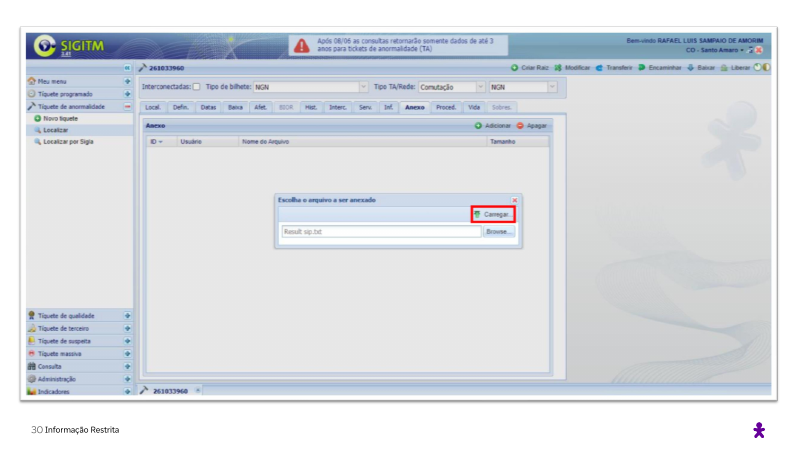 SIGITM
3.41
Após 08/06 as consultas retornarão somente dados de até 3
anos para tickets de anormalidade (TA)
Bem-vindo RAFAEL LUIS SAMPAIO DE AMORIM
CO - Santo Amaro
261033960
Criar Raiz Modificar Transferir Encaminhar Baixar Liberar
Meu menu
Tíquete programado
Tíquete de anormalidade
Novo tíquete
Localizar
Localizar por Sigla
Interconectadas: Tipo de bilhete: NGN Tipo TA/Rede: Comutação NGN
Local. Defin. Datas Baixa Afet. BIOR Hist. Interc. Serv. Inf. Anexo Proced. Vida Sobres.
Anexo Adicionar Apagar
ID Usuário Nome do Arquivo Tamanho
Escolha o arquivo a ser anexado
Carregar
Result sip.txt Browse...
Tíquete de qualidade
Tíquete de terceiro
Tíquete de suspeita
Tíquete massivo
Consulta
Administração
Indicadores
261033960
30 Informação Restrita